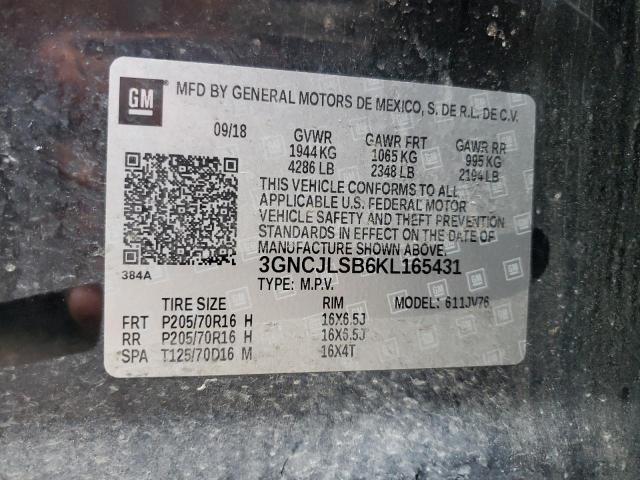 GM
MFD BY GENERAL MOTORS DE MEXICO, S. DE R.L. DE C.V.
09/18 GVWR GAWR FRT GAWR RR
1944 KG 1065 KG 995 KG
4286 LB 2348 LB 2194 LB
THIS VEHICLE CONFORMS TO ALL
APPLICABLE U.S. FEDERAL MOTOR
VEHICLE SAFETY AND THEFT PREVENTION
STANDARDS IN EFFECT ON THE DATE OF
MANUFACTURE SHOWN ABOVE.
384A
3GNCJLSB6KL165431
TYPE: M.P.V.
TIRE SIZE RIM MODEL: 611JV76
FRT P205/70R16 H 16X6.5J
RR P205/70R16 H 16X6.5J
SPA T125/70D16 M 16X4T